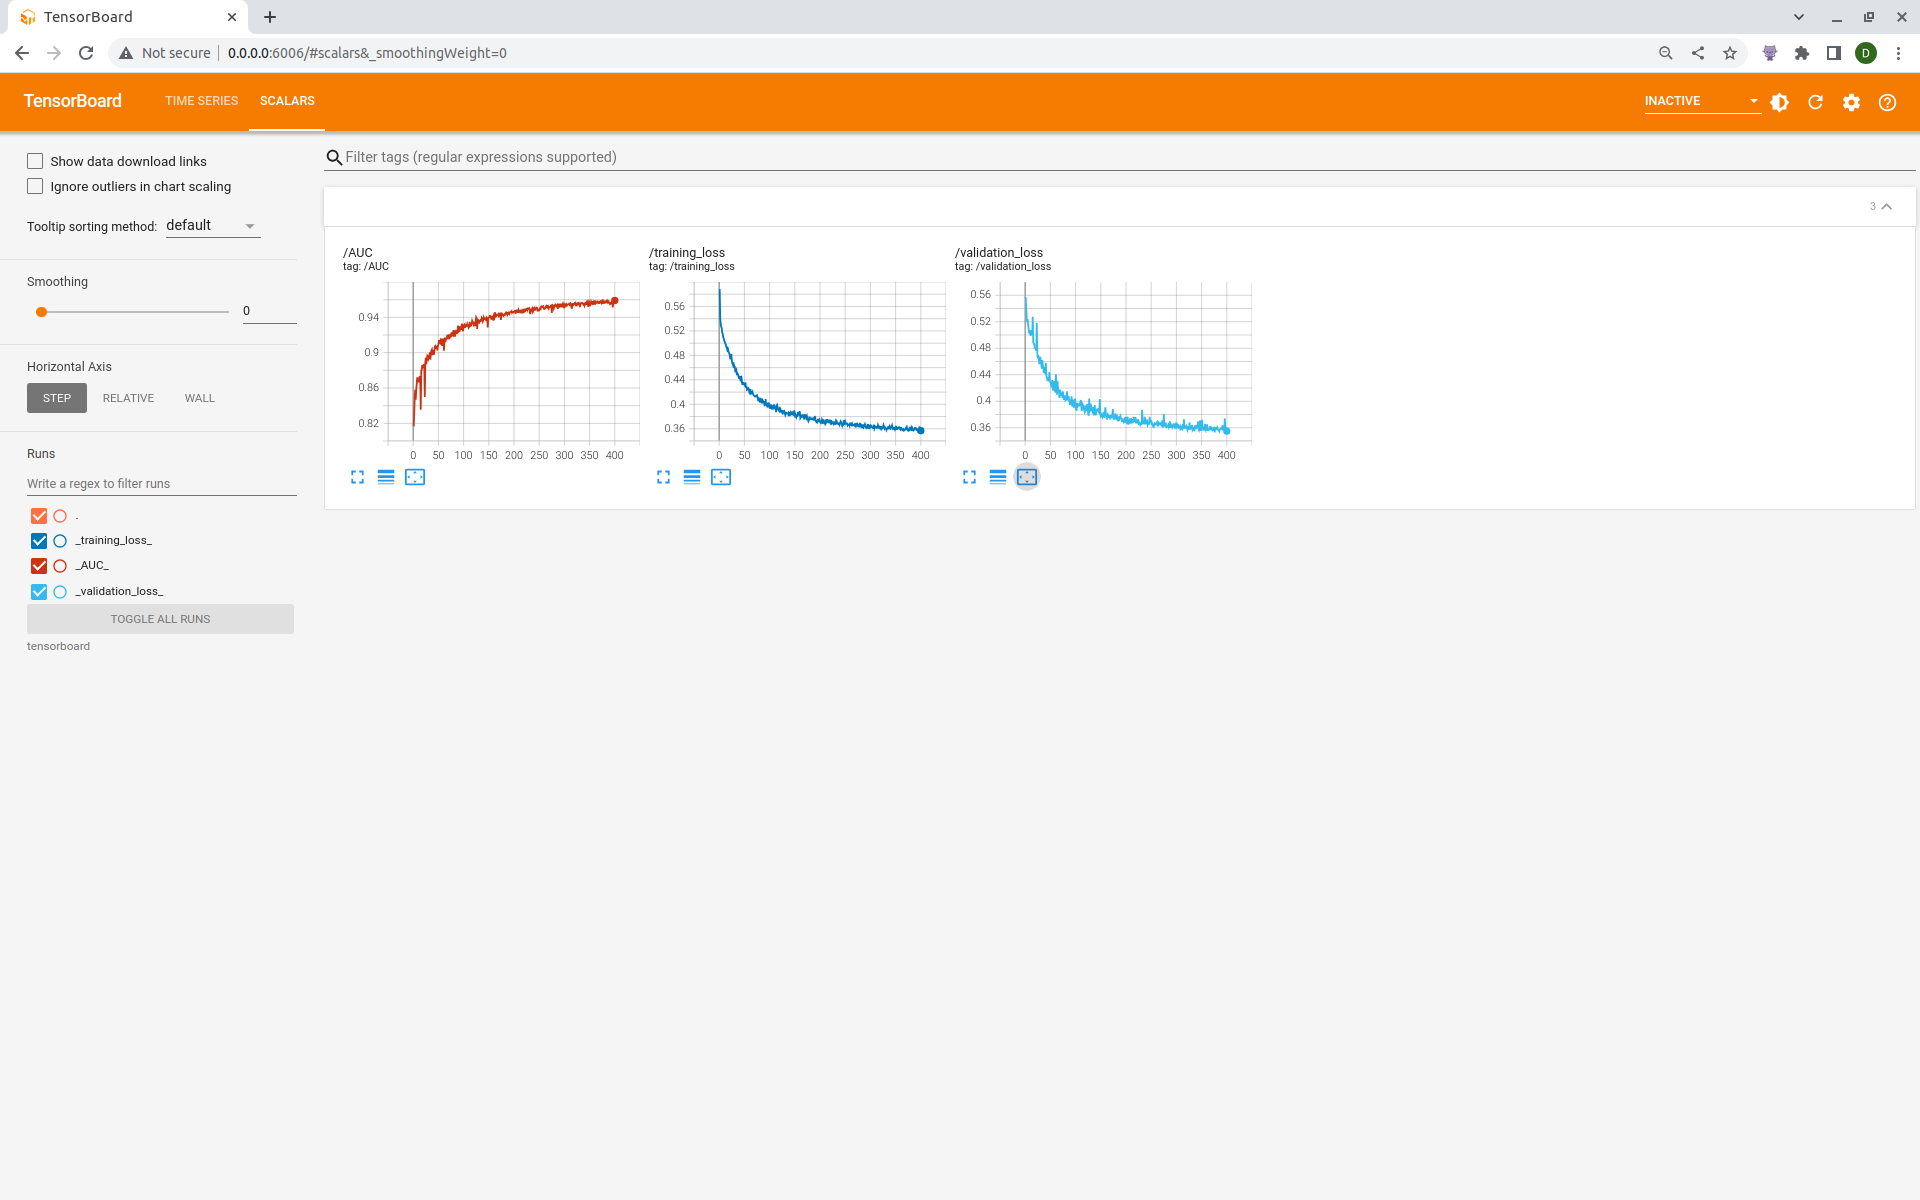 TensorBoard
Not secure 0.0.0.0:6006/#scalars&_smoothingWeight=0
D
TensorBoard TIME SERIES SCALARS INACTIVE
Show data download links
Ignore outliers in chart scaling
Tooltip sorting method: default
Smoothing
0
Horizontal Axis
STEP RELATIVE WALL
Runs
Write a regex to filter runs
.
_training_loss_
_AUC_
_validation_loss_
TOGGLE ALL RUNS
tensorboard
Filter tags (regular expressions supported)
3
/AUC
tag: /AUC
0.94
0.9
0.86
0.82
0 50 100 150 200 250 300 350 400
/training_loss
tag: /training_loss
0.56
0.52
0.48
0.44
0.4
0.36
0 50 100 150 200 250 300 350 400
/validation_loss
tag: /validation_loss
0.56
0.52
0.48
0.44
0.4
0.36
0 50 100 150 200 250 300 350 400